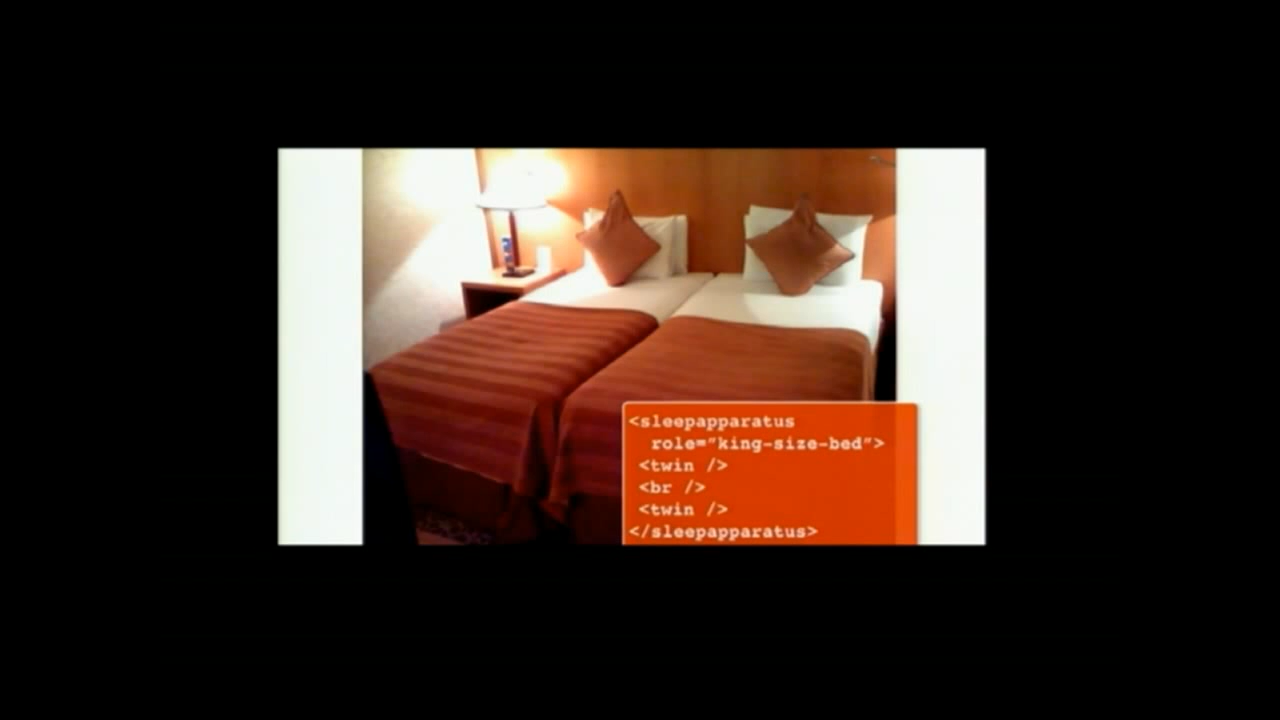 <sleepapparatus
role="king-size-bed">
<twin />
<br />
<twin />
</sleepapparatus>